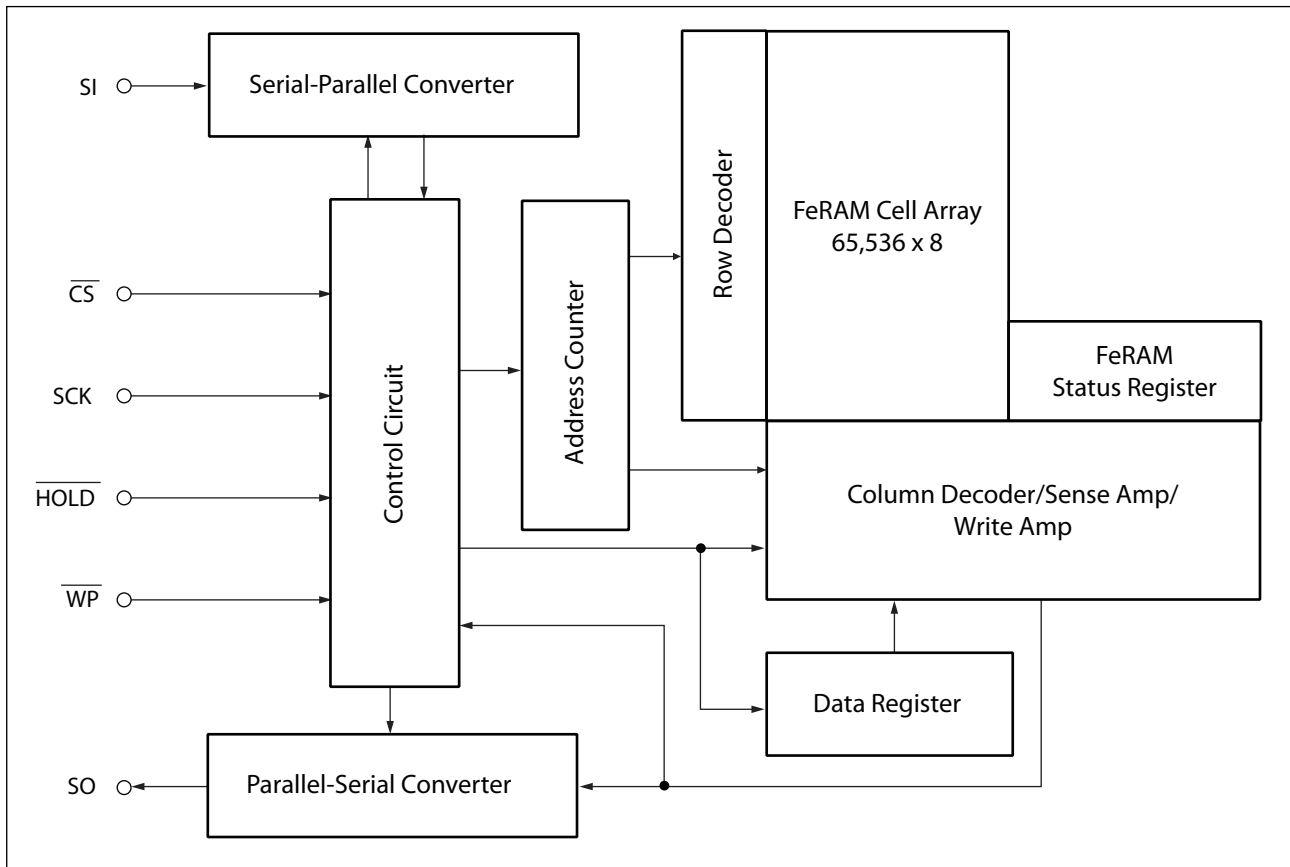 SI
Serial-Parallel Converter
Row Decoder
FeRAM Cell Array
65,536 x 8
CS
SCK
HOLD
WP
Control Circuit
Address Counter
FeRAM
Status Register
Column Decoder/Sense Amp/
Write Amp
Data Register
SO
Parallel-Serial Converter